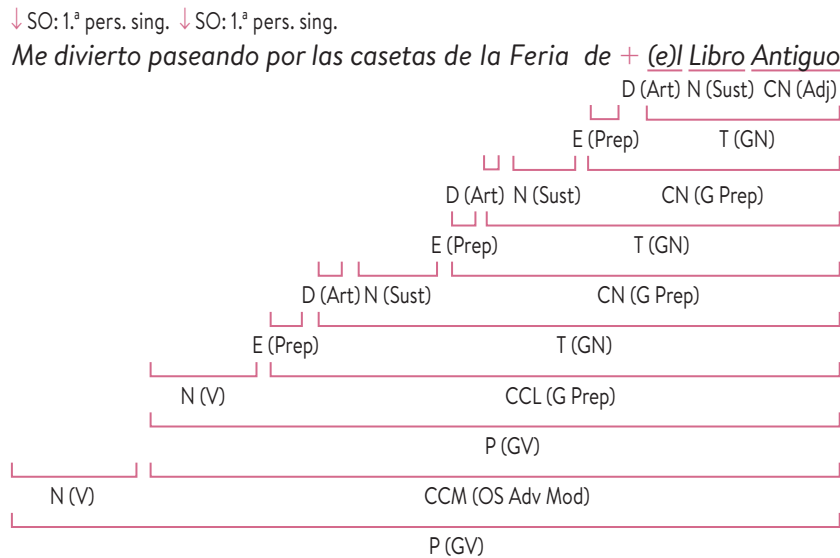 ↓ SO: 1.ª pers. sing. ↓ SO: 1.ª pers. sing.
Me divierto paseando por las casetas de la Feria de + (e)l Libro Antiguo
D (Art) N (Sust) CN (Adj)
E (Prep) T (GN)
D (Art) N (Sust) CN (G Prep)
E (Prep) T (GN)
D (Art) N (Sust) CN (G Prep)
E (Prep) T (GN)
N (V) CCL (G Prep)
P (GV)
N (V) CCM (OS Adv Mod)
P (GV)